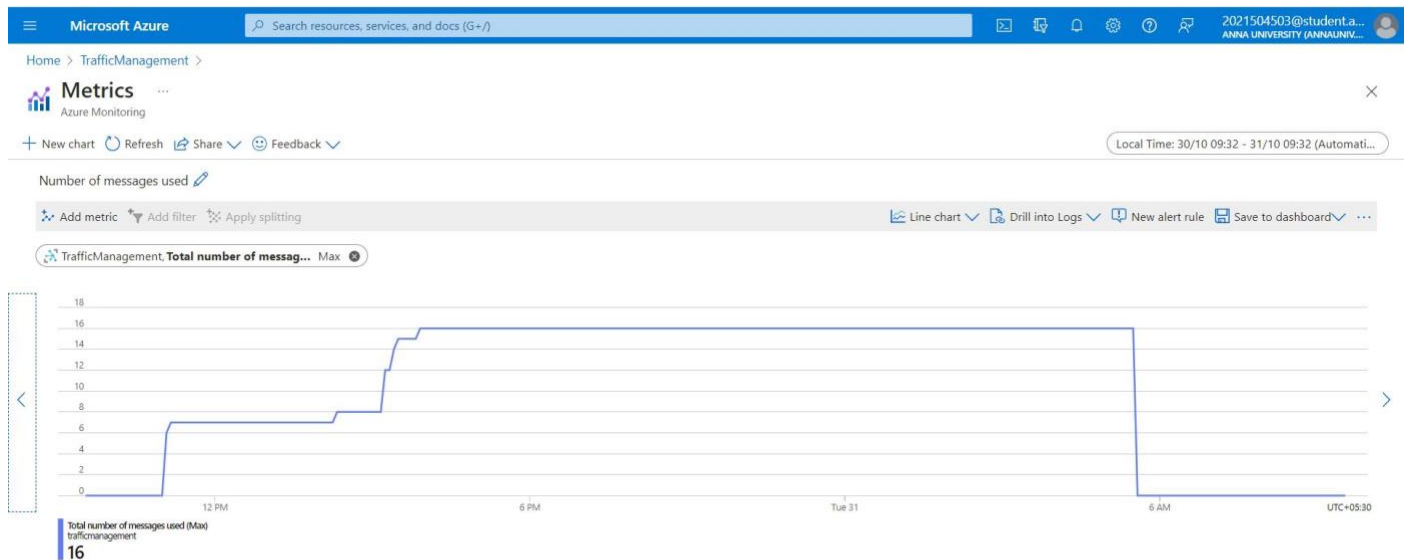 Microsoft Azure
Search resources, services, and docs (G+/)
2021504503@student.a...
ANNA UNIVERSITY (ANNAUNIV....
Home > TrafficManagement >
Metrics ...
Azure Monitoring
New chart Refresh Share Feedback
Local Time: 30/10 09:32 - 31/10 09:32 (Automati...
Number of messages used
Add metric Add filter Apply splitting
Line chart Drill into Logs New alert rule Save to dashboard ...
TrafficManagement, Total number of messag... Max
18
16
14
12
10
8
6
4
2
0
12 PM 6 PM Tue 31 6 AM UTC+05:30
Total number of messages used (Max)
trafficmanagement
16